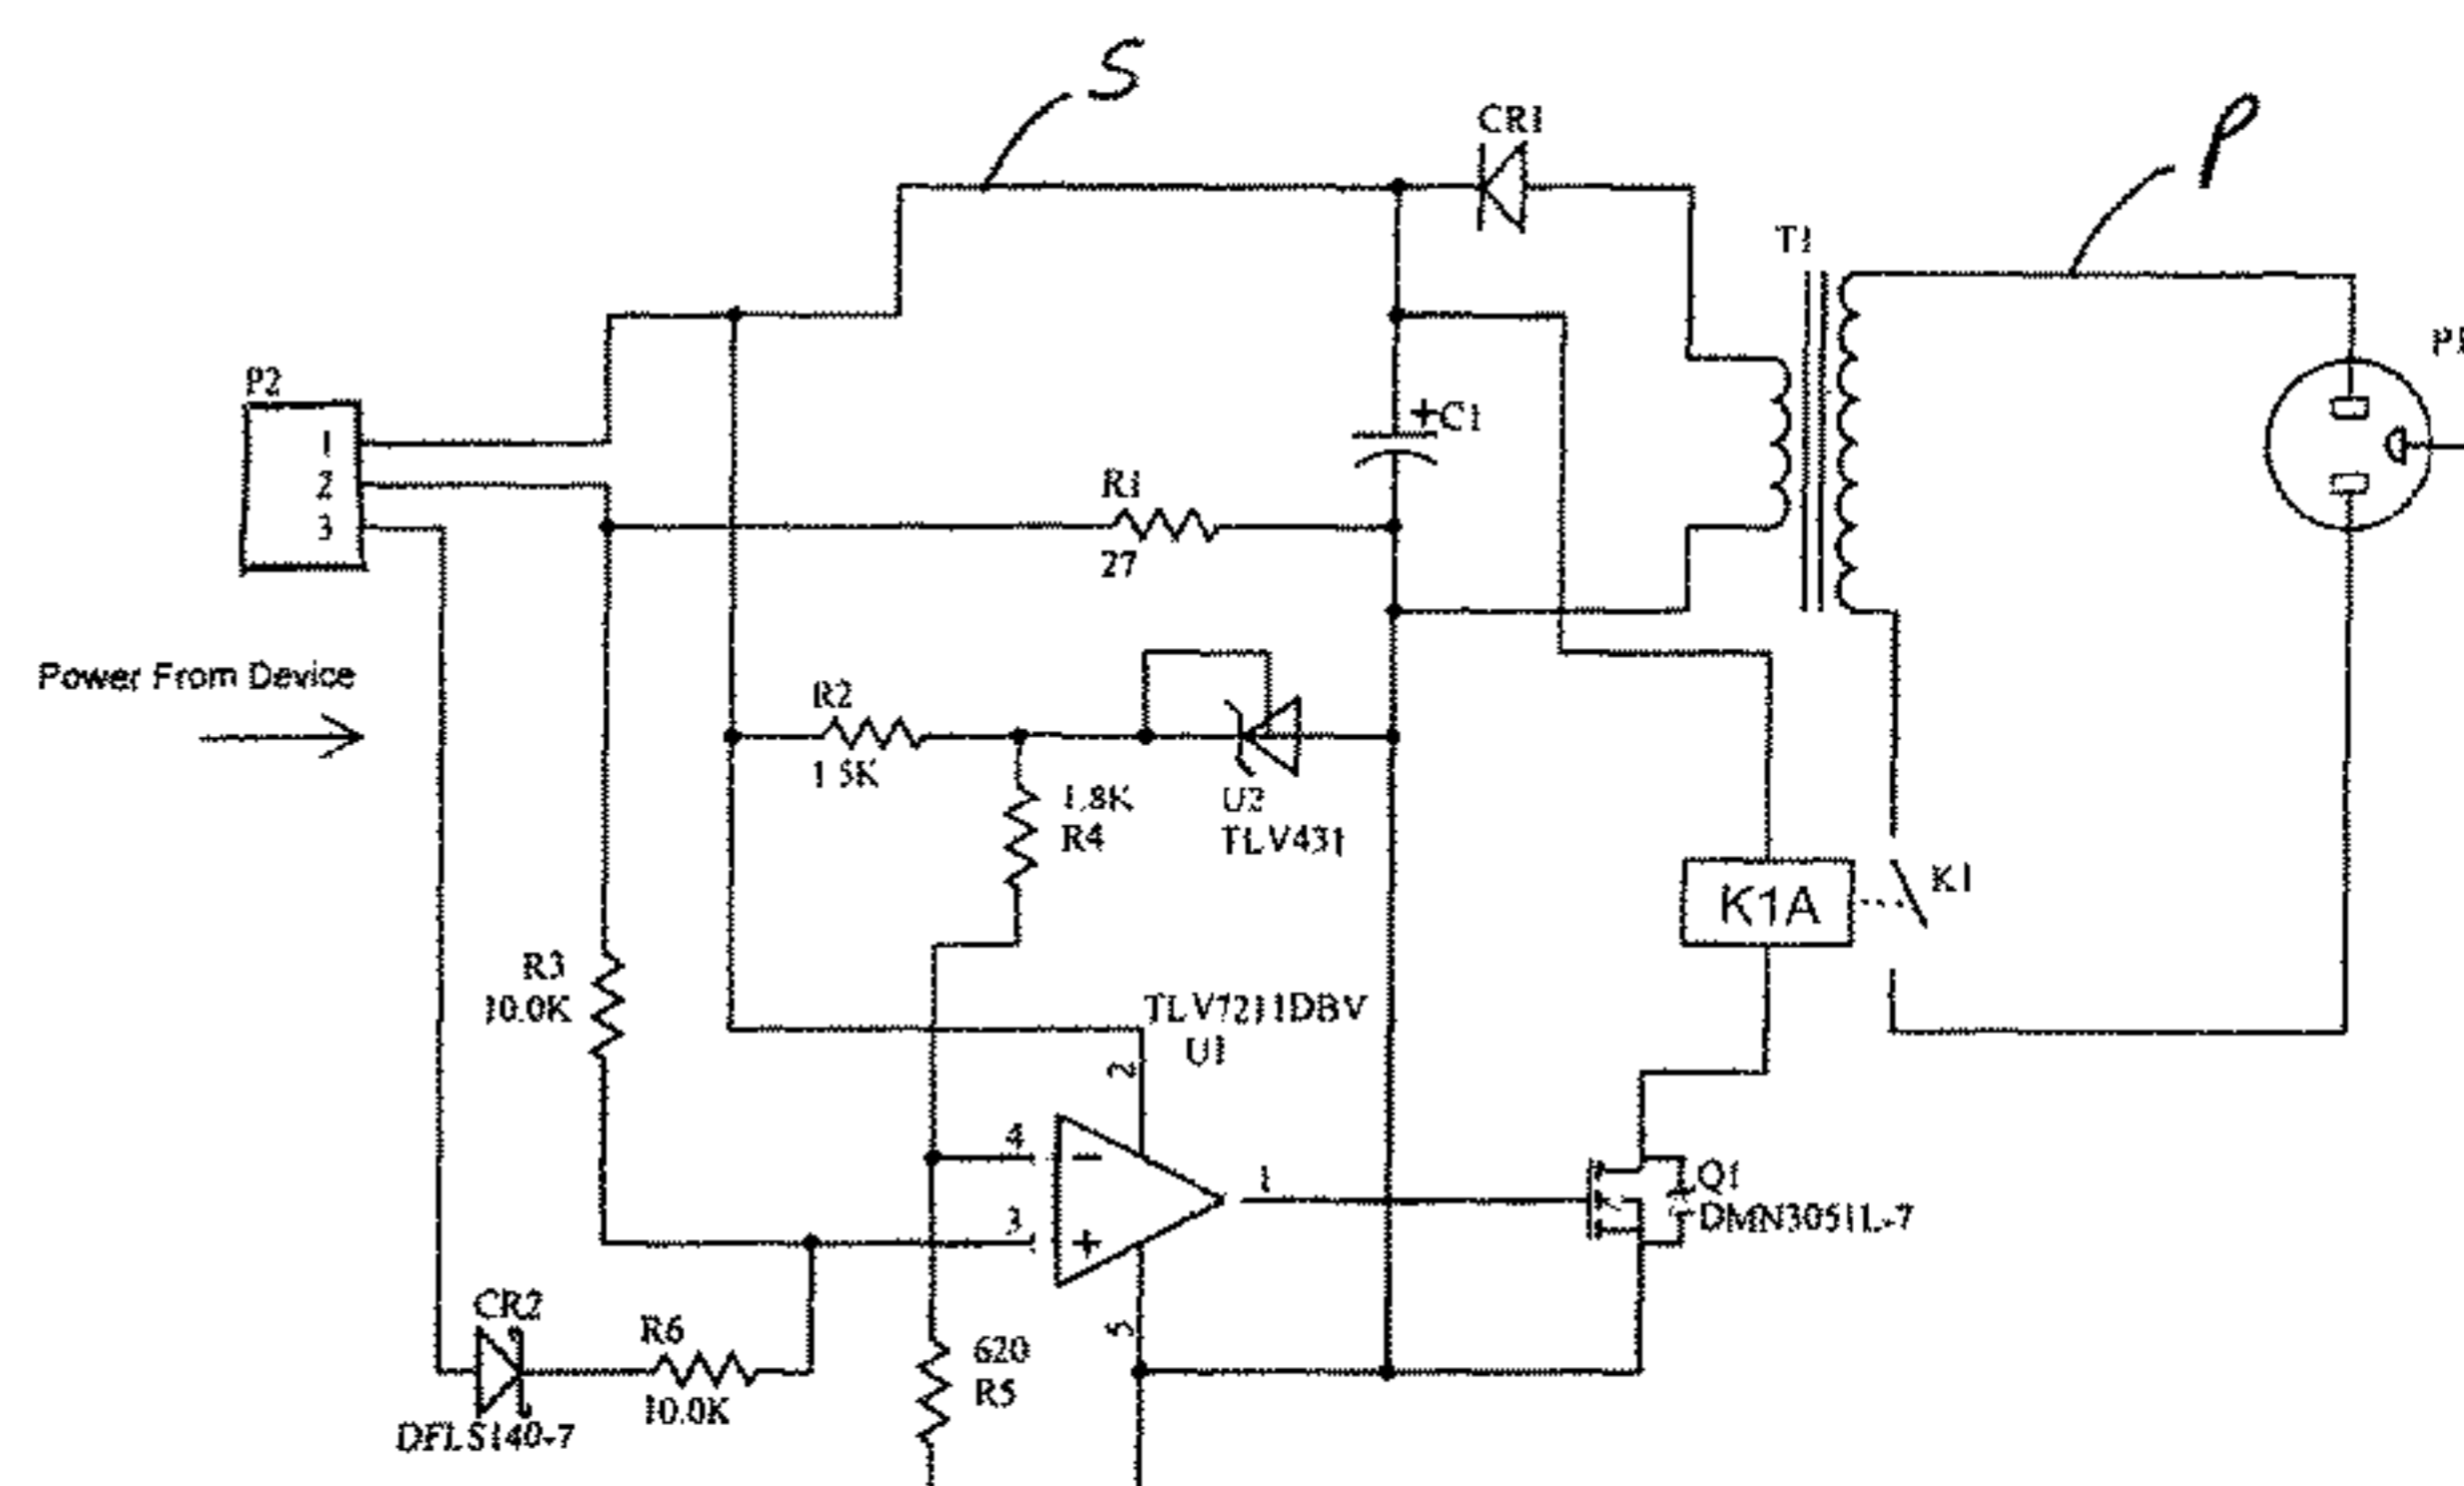 S
P
CR1
T1
P2
1
2
3
C1
+
R1
27
Power From Device
R2
1.5K
1.8K
R4
U2
TLV431
K1A
K1
R3
10.0K
TLV7211DBV
U1
2
4
3
1
5
Q1
DMN3051L-7
CR2
DFLS140-7
R6
10.0K
620
R5